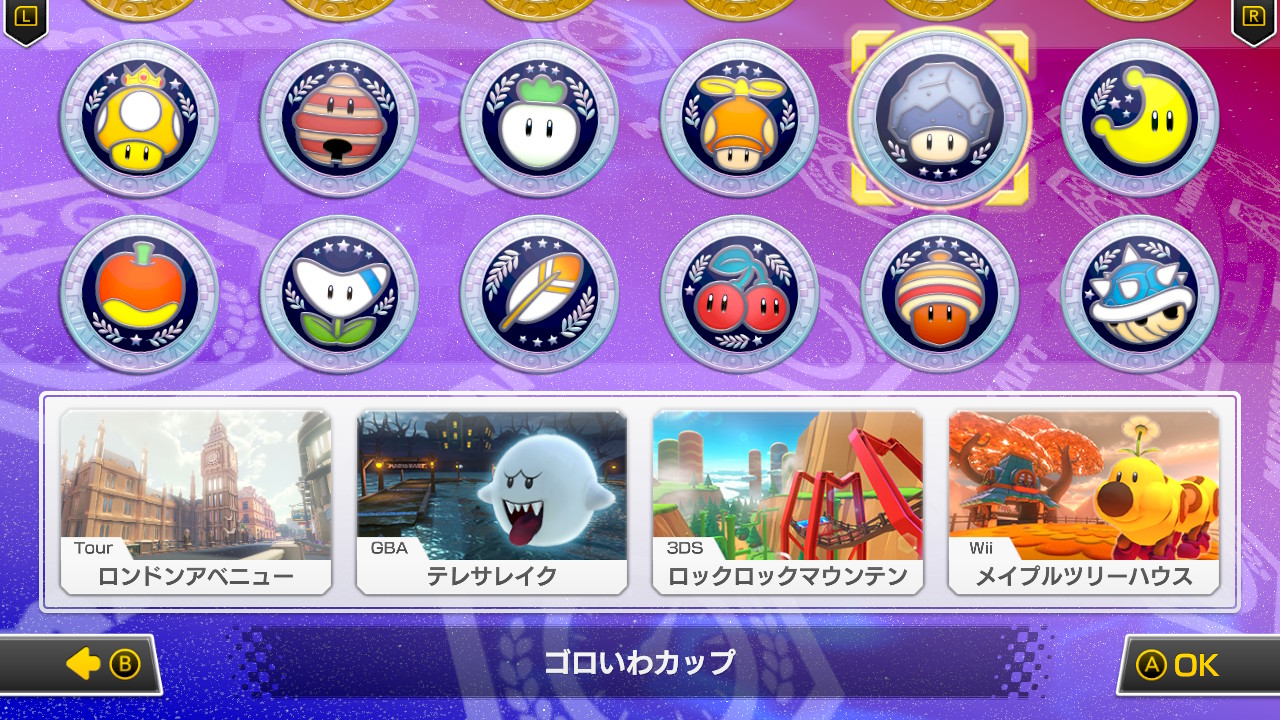 L
R
Tour
ロンドンアベニュー
GBA
テレサレイク
3DS
ロックロックマウンテン
Wii
メイプルツリーハウス
B
ゴロいわカップ
A OK